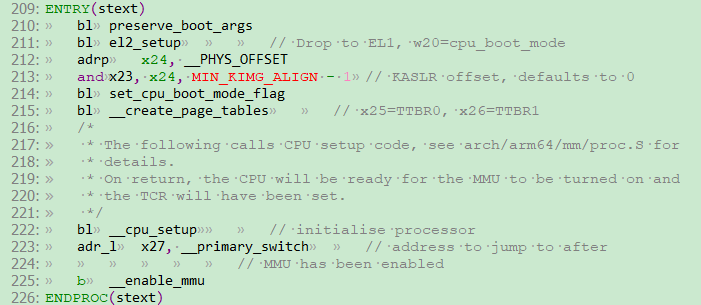 209: ENTRY(stext)
210: » bl» preserve_boot_args
211: » bl» el2_setup» » » // Drop to EL1, w20=cpu_boot_mode
212: » adrp» x24, __PHYS_OFFSET
213: » and»x23, x24, MIN_KIMG_ALIGN - 1» // KASLR offset, defaults to 0
214: » bl» set_cpu_boot_mode_flag
215: » bl» __create_page_tables» » // x25=TTBR0, x26=TTBR1
216: » /*
217: » * The following calls CPU setup code, see arch/arm64/mm/proc.S for
218: » * details.
219: » * On return, the CPU will be ready for the MMU to be turned on and
220: » * the TCR will have been set.
221: » */
222: » bl» __cpu_setup»» » // initialise processor
223: » adr_l» x27, __primary_switch» » // address to jump to after
224: » » » » » » // MMU has been enabled
225: » b» __enable_mmu
226: ENDPROC(stext)